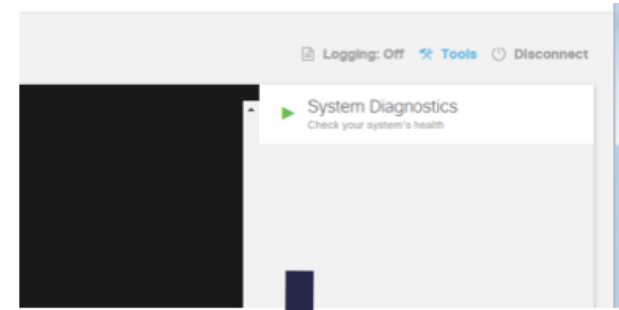 Logging: Off Tools Disconnect
System Diagnostics
Check your system's health